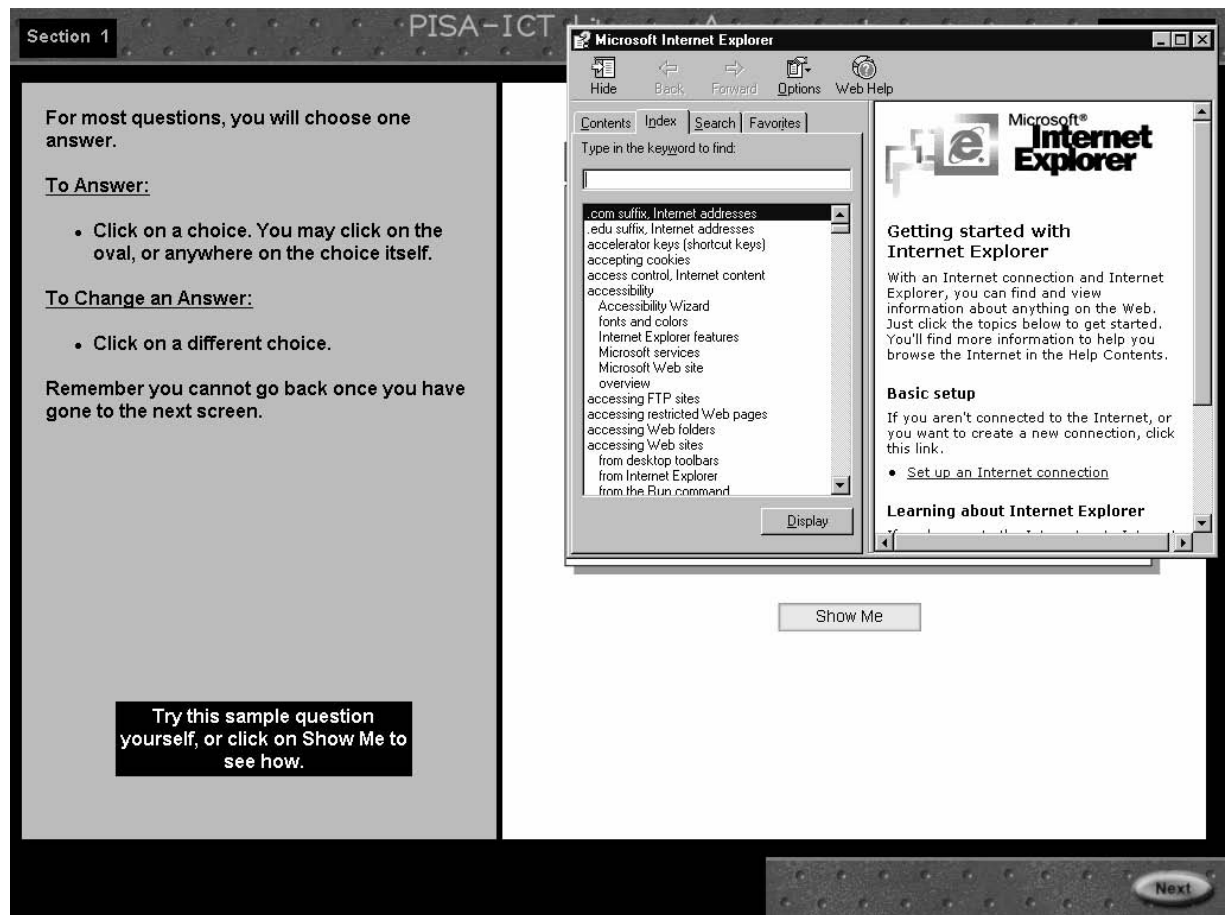 Section 1
PISA-ICT
For most questions, you will choose one
answer.
To Answer:
• Click on a choice. You may click on the
oval, or anywhere on the choice itself.
To Change an Answer:
• Click on a different choice.
Remember you cannot go back once you have
gone to the next screen.
Try this sample question
yourself, or click on Show Me to
see how.
Microsoft Internet Explorer
Hide Back Forward Options Web Help
Contents Index Search Favorites
Type in the keyword to find:
.com suffix, Internet addresses
.edu suffix, Internet addresses
accelerator keys (shortcut keys)
accepting cookies
access control, Internet content
accessibility
Accessibility Wizard
fonts and colors
Internet Explorer features
Microsoft services
Microsoft Web site
overview
accessing FTP sites
accessing restricted Web pages
accessing Web folders
accessing Web sites
from desktop toolbars
from Internet Explorer
from the Run command
Display
Microsoft®
Internet
Explorer
Getting started with
Internet Explorer
With an Internet connection and Internet
Explorer, you can find and view
information about anything on the Web.
Just click the topics below to get started.
You'll find more information to help you
browse the Internet in the Help Contents.
Basic setup
If you aren't connected to the Internet, or
you want to create a new connection, click
this link.
• Set up an Internet connection
Learning about Internet Explorer
Show Me
Next